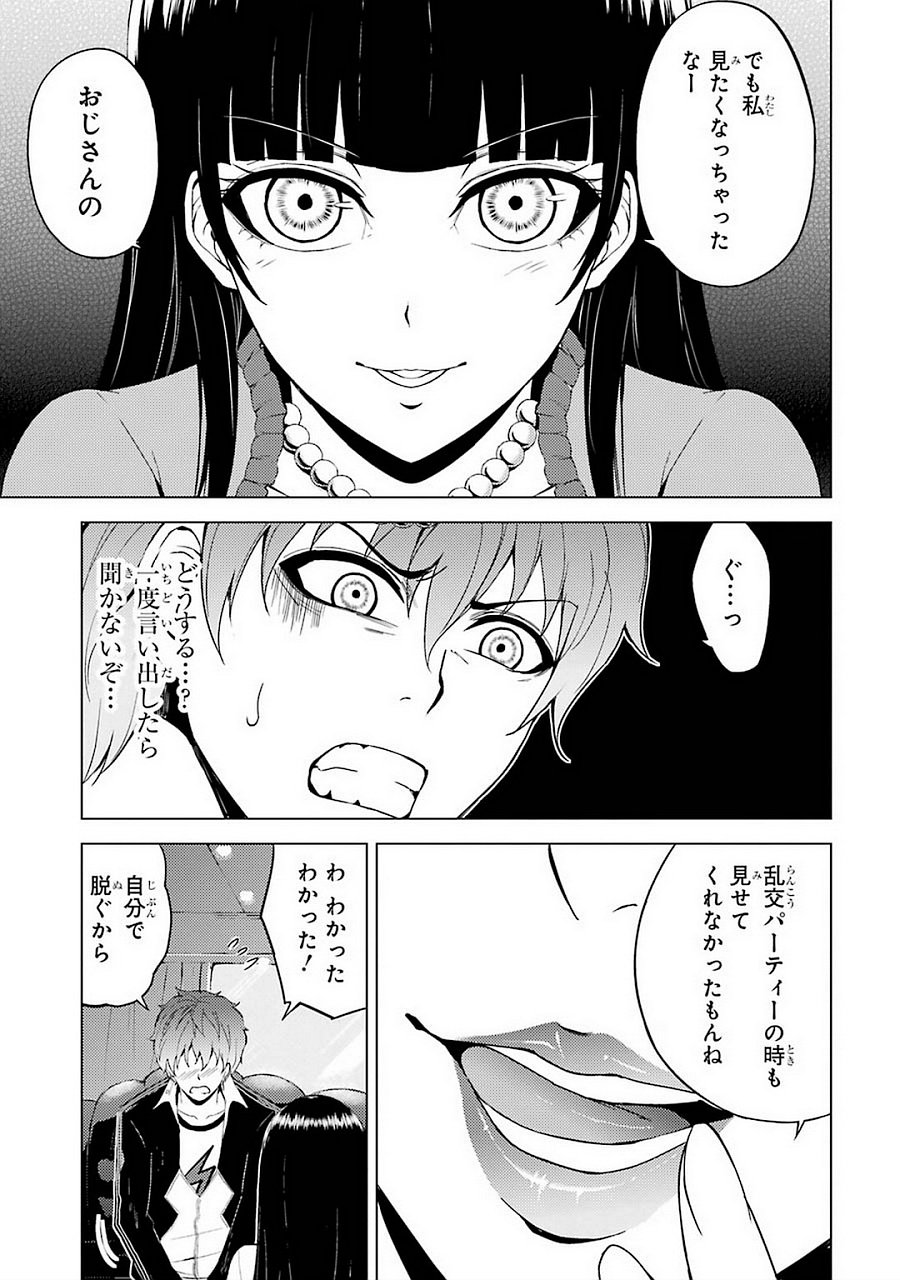 でも私
見たくなっちゃった
なー
おじさんの
ぐ…っ
どうする…?
一度言い出したら
聞かないぞ…
乱交パーティーの時も
見せて
くれなかったもんね
わ わかった
わかった!
自分で
脱ぐから